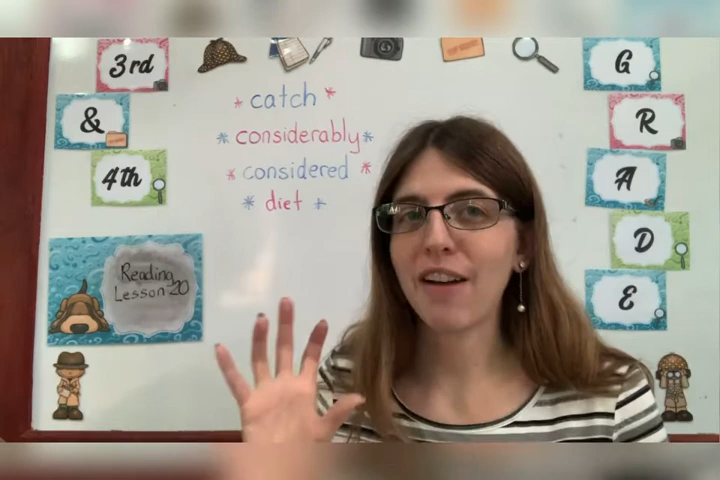 3rd
&
4th
* catch *
* considerably *
* considered *
* diet *
Reading
Lesson 20
G
R
A
D
E